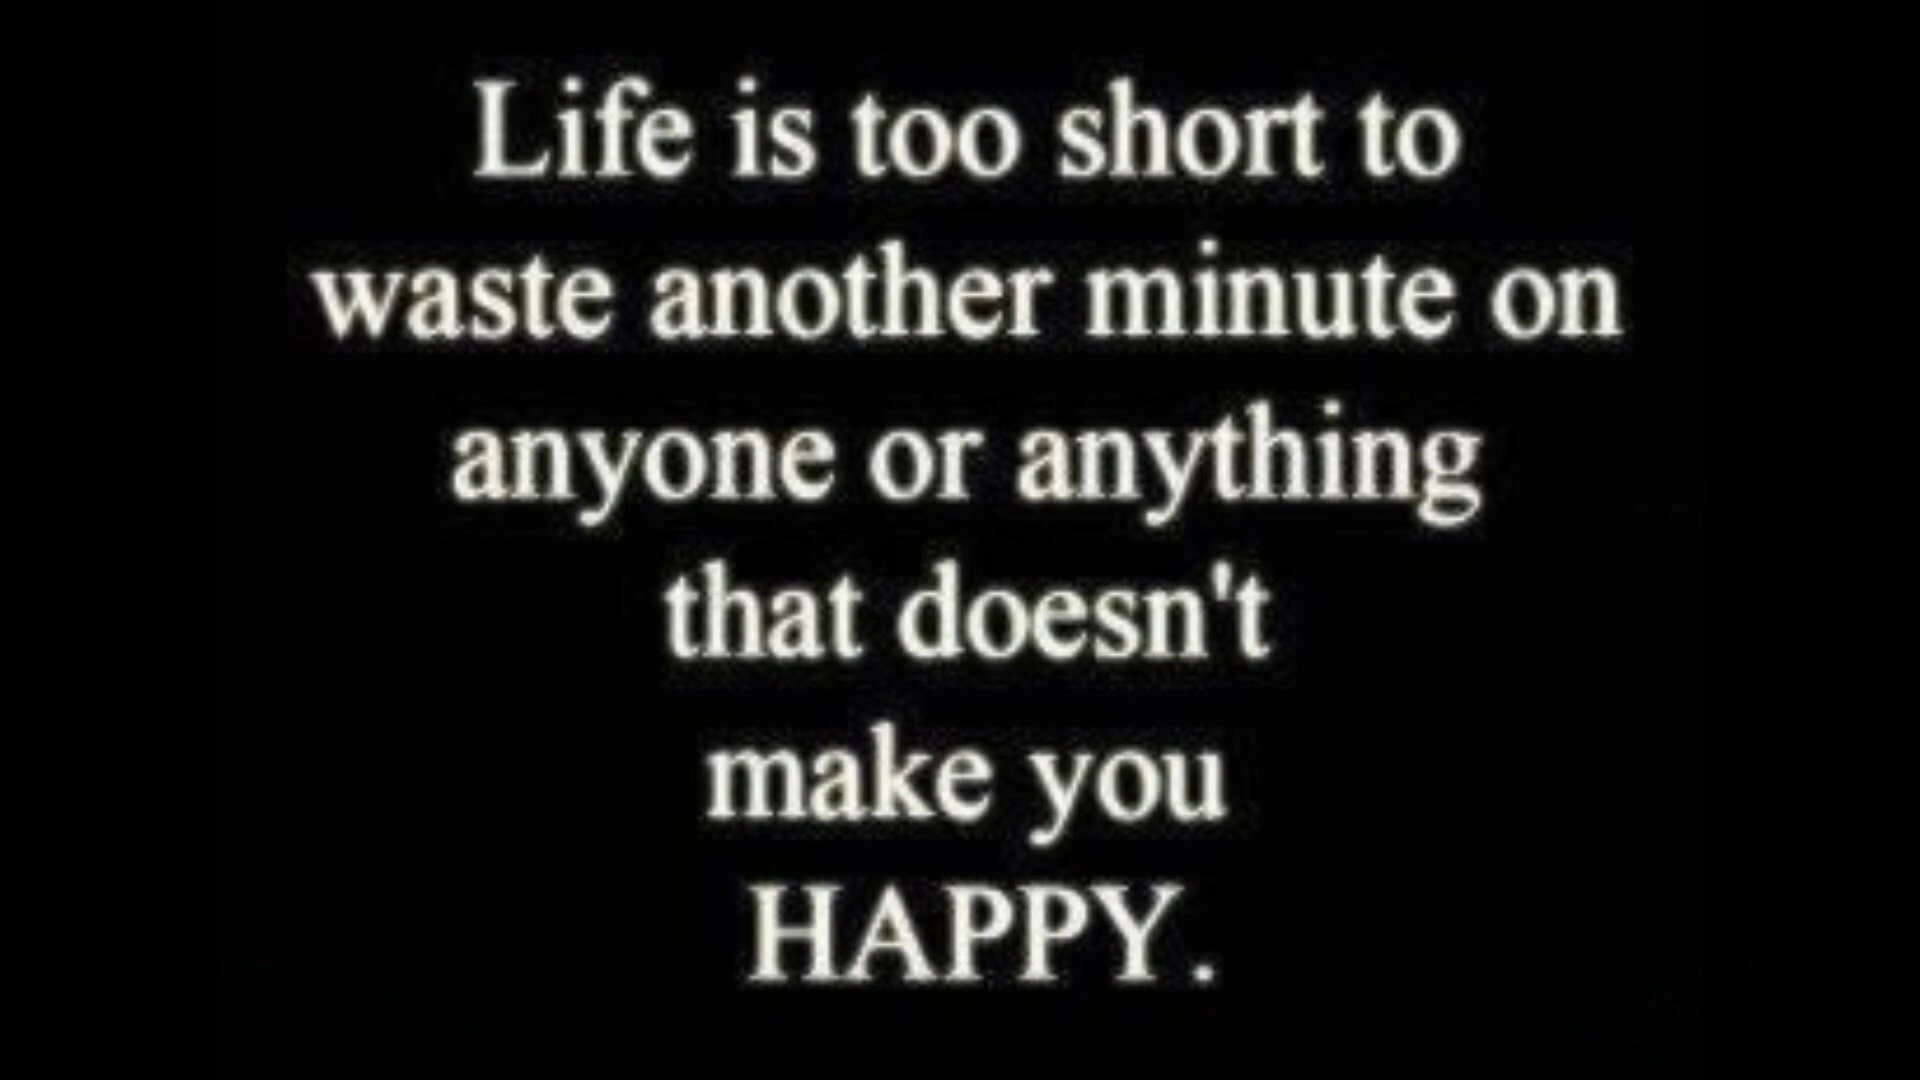 Life is too short to
waste another minute on
anyone or anything
that doesn't
make you
HAPPY.